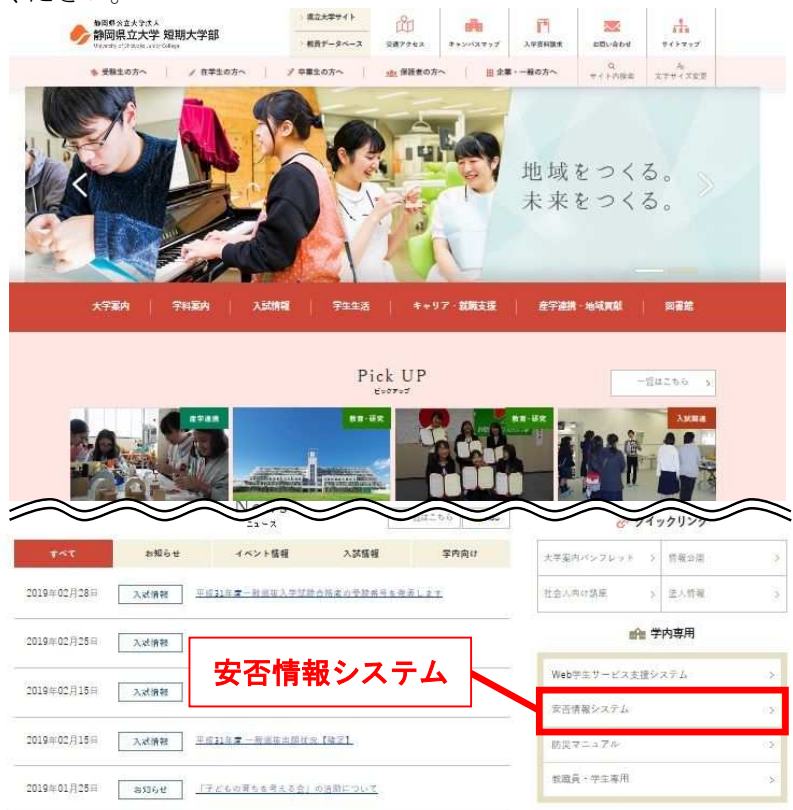 ください。
静岡県公立大学法人
静岡県立大学 短期大学部
University of Shizuoka Junior College
県立大学サイト
教員データベース
交通アクセス
キャンパスマップ
入学資料請求
お問い合わせ
サイトマップ
受験生の方へ
在学生の方へ
卒業生の方へ
保護者の方へ
企業・一般の方へ
サイト内検索
文字サイズ変更
地域をつくる。
未来をつくる。
大学案内
学科案内
入試情報
学生生活
キャリア・就職支援
産学連携・地域貢献
図書館
Pick UP
ピックアップ
一覧はこちら
産学連携
教育・研究
教育・研究
入試関連
News
ニュース
一覧はこちら
クイックリンク
すべて
お知らせ
イベント情報
入試情報
学内向け
大学案内パンフレット
情報公開
社会人向け講座
法人情報
2019年02月28日
入試情報
平成31年度一般選抜入学試験合格者の受験番号を発表します
2019年02月25日
入試情報
2019年02月15日
入試情報
2019年02月15日
入試情報
平成31年度 一般選抜出願状況【確定】
2019年01月25日
お知らせ
「子どもの育ちを考える会」の活動について
安否情報システム
学内専用
Web学生サービス支援システム
安否情報システム
防災マニュアル
教職員・学生専用